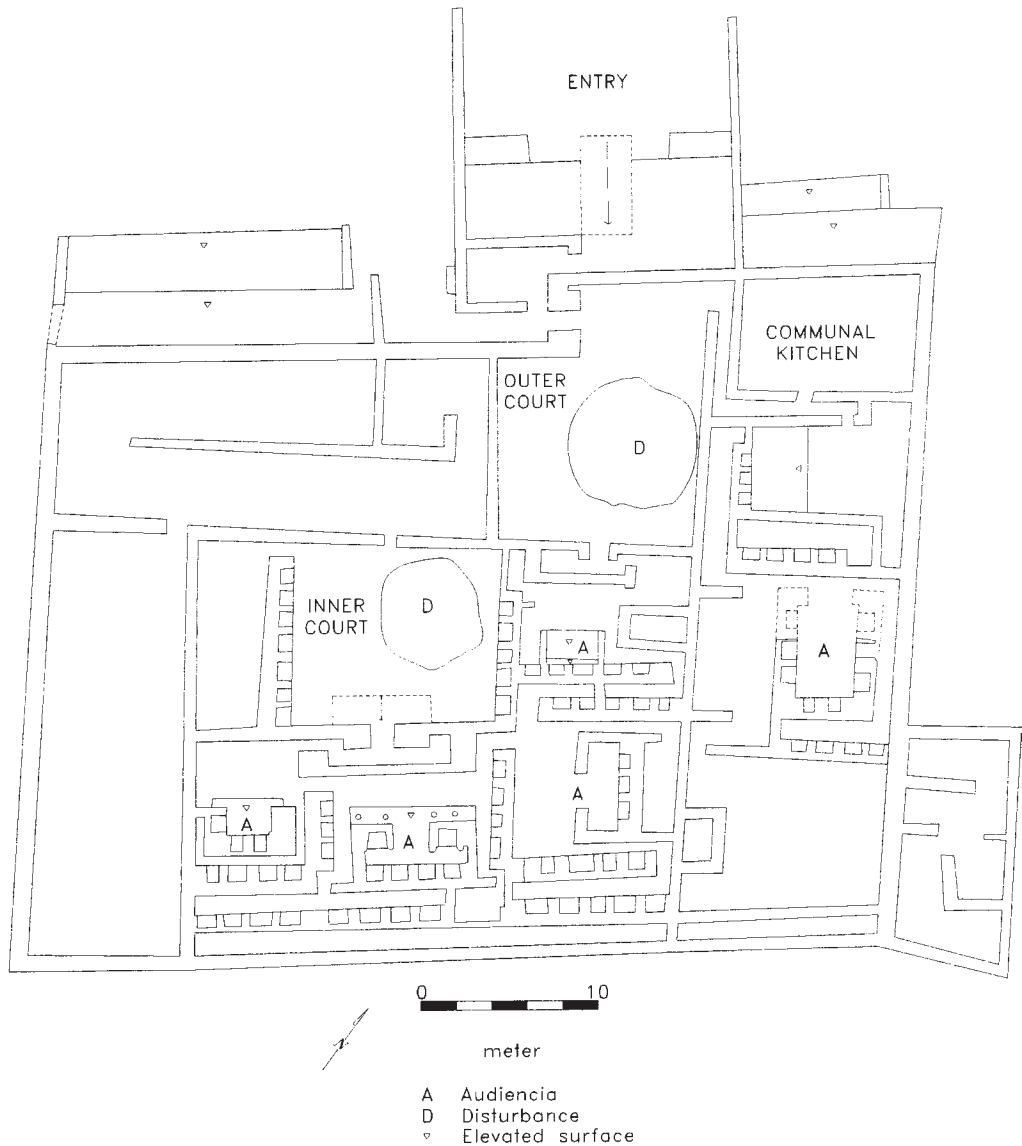 ENTRY
COMMUNAL
KITCHEN
OUTER
COURT
D
INNER
COURT
D
A
A
A
A
A
0 10
N
meter
A Audiencia
D Disturbance
▿ Elevated surface